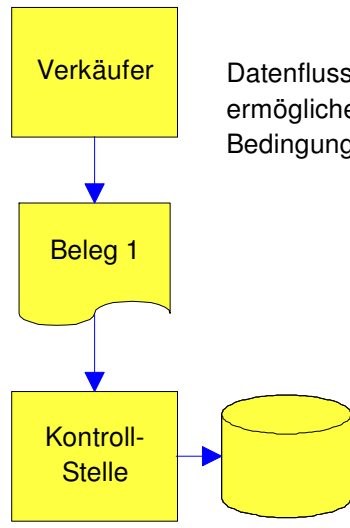 Verkäufer
Datenfluss
ermögliche
Bedingung
Beleg 1
Kontroll-
Stelle